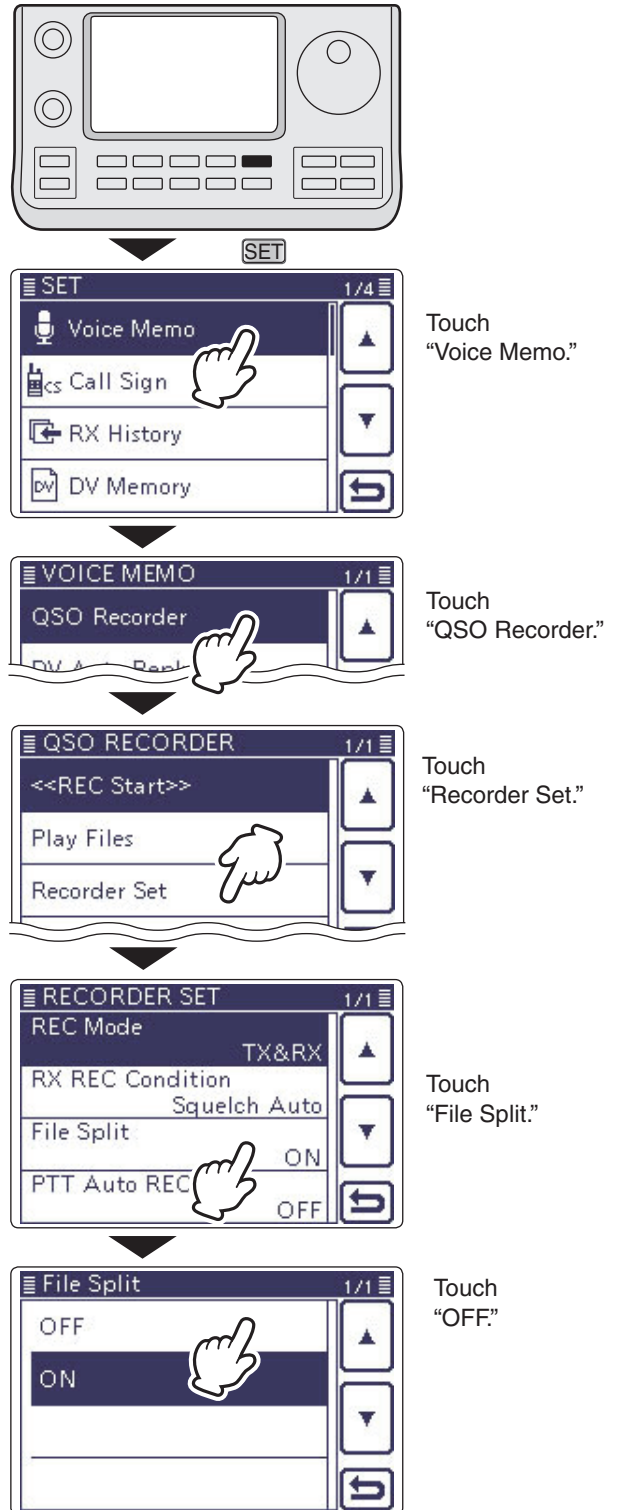 SET
SET 1/4
Voice Memo
CS Call Sign
RX History
DV DV Memory
Touch
“Voice Memo.”
VOICE MEMO 1/1
QSO Recorder
Touch
“QSO Recorder.”
QSO RECORDER 1/1
<<REC Start>>
Play Files
Recorder Set
Touch
“Recorder Set.”
RECORDER SET 1/1
REC Mode
TX&RX
RX REC Condition
Squelch Auto
File Split
ON
PTT Auto REC
OFF
Touch
“File Split.”
File Split 1/1
OFF
ON
Touch
“OFF.”